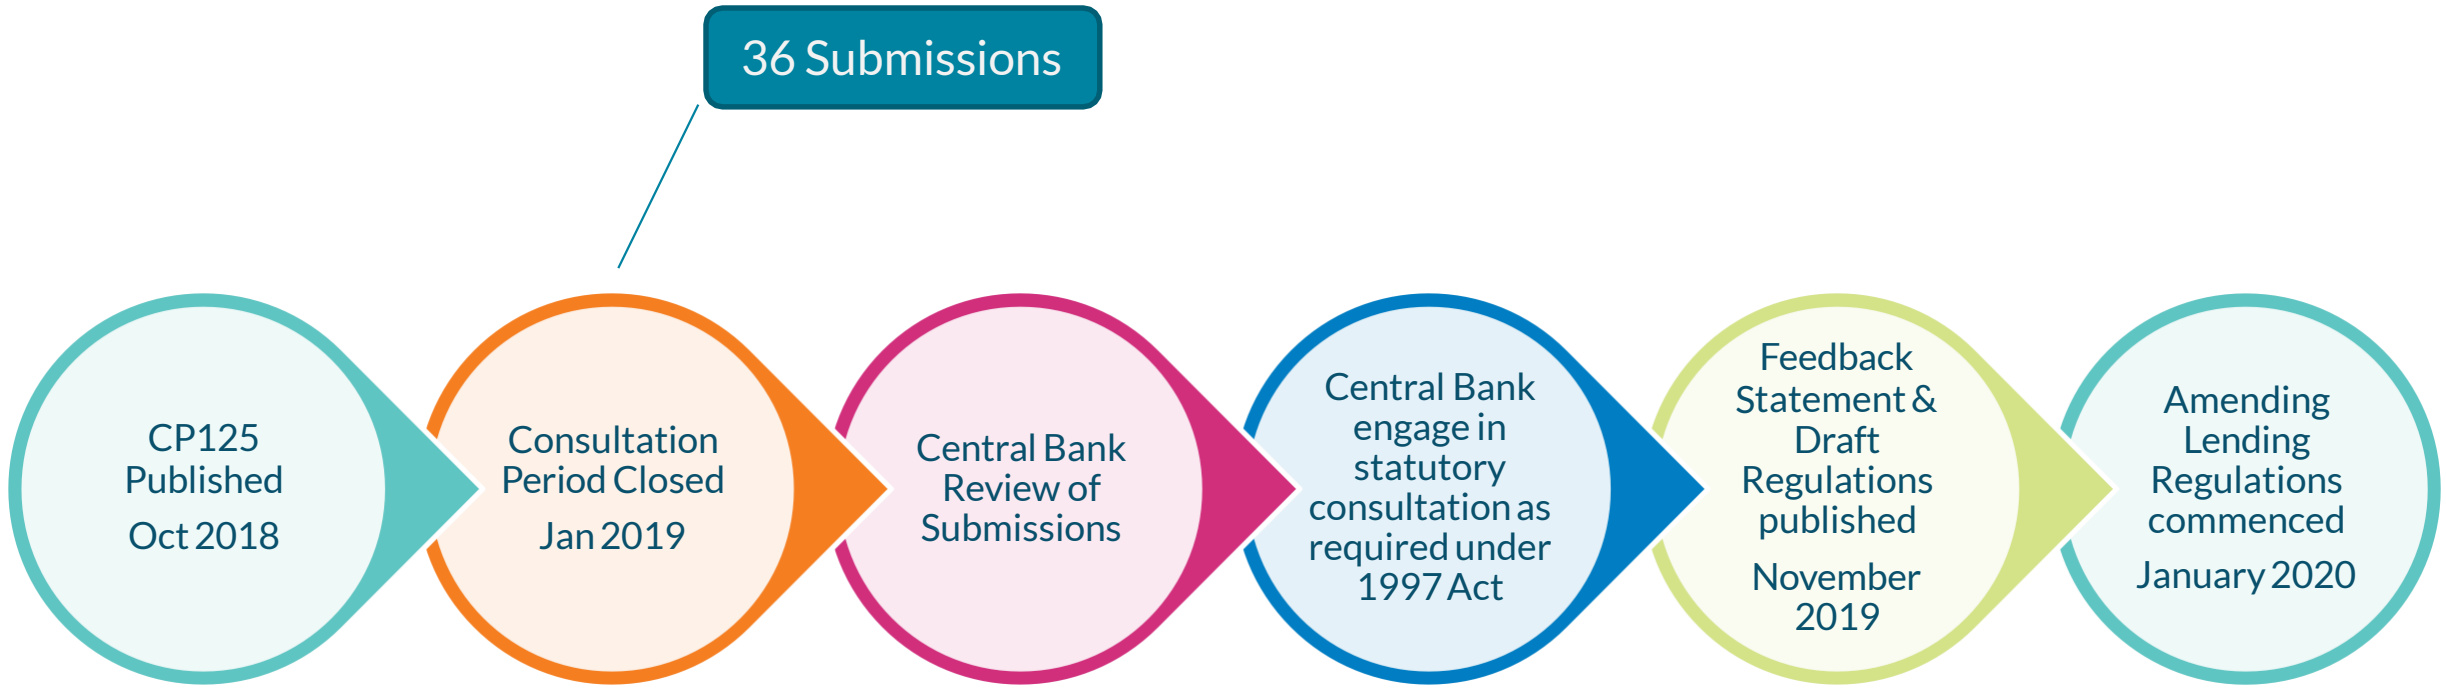 36 Submissions
CP125
Published
Oct 2018
Consultation
Period Closed
Jan 2019
Central Bank
Review of
Submissions
Central Bank
engage in
statutory
consultation as
required under
1997 Act
Feedback
Statement &
Draft
Regulations
published
November
2019
Amending
Lending
Regulations
commenced
January 2020